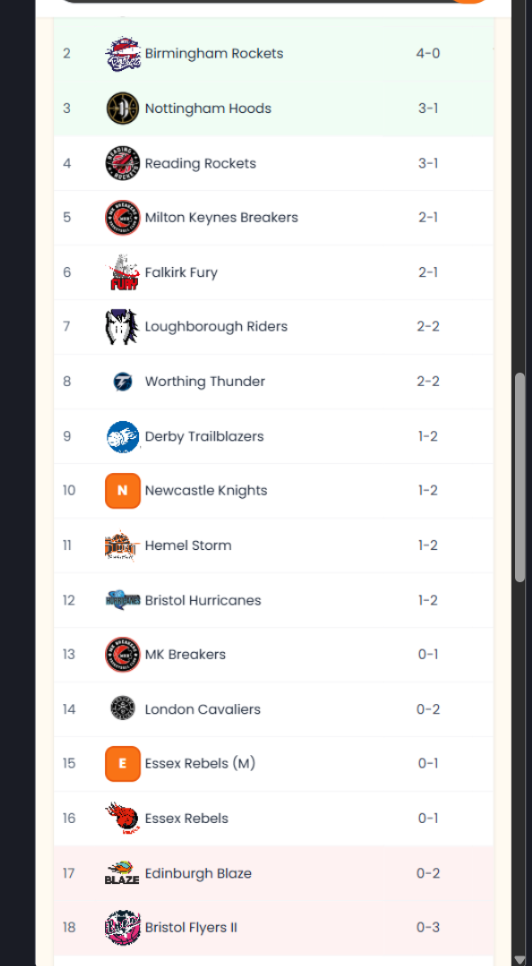 2 Birmingham Rockets 4-0
3 Nottingham Hoods 3-1
4 Reading Rockets 3-1
5 Milton Keynes Breakers 2-1
6 Falkirk Fury 2-1
7 Loughborough Riders 2-2
8 Worthing Thunder 2-2
9 Derby Trailblazers 1-2
10 N Newcastle Knights 1-2
11 Hemel Storm 1-2
12 Bristol Hurricanes 1-2
13 MK Breakers 0-1
14 London Cavaliers 0-2
15 E Essex Rebels (M) 0-1
16 Essex Rebels 0-1
17 BLAZE Edinburgh Blaze 0-2
18 Bristol Flyers II 0-3